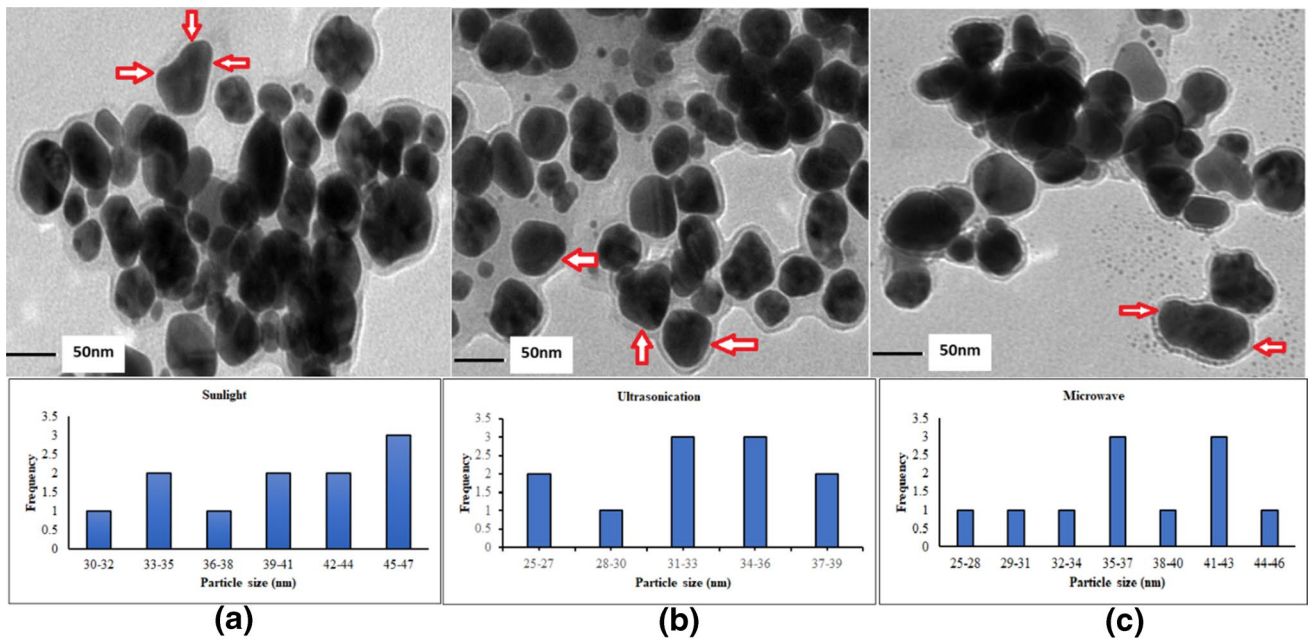 50nm
50nm
50nm
Sunlight
Frequency
3.5
3
2.5
2
1.5
1
0.5
0
30-32 33-35 36-38 39-41 42-44 45-47
Particle size (nm)
(a)
Ultrasonication
Frequency
3.5
3
2.5
2
1.5
1
0.5
0
25-27 28-30 31-33 34-36 37-39
Particle size (nm)
(b)
Microwave
Frequency
3.5
3
2.5
2
1.5
1
0.5
0
25-28 29-31 32-34 35-37 38-40 41-43 44-46
Particle size (nm)
(c)